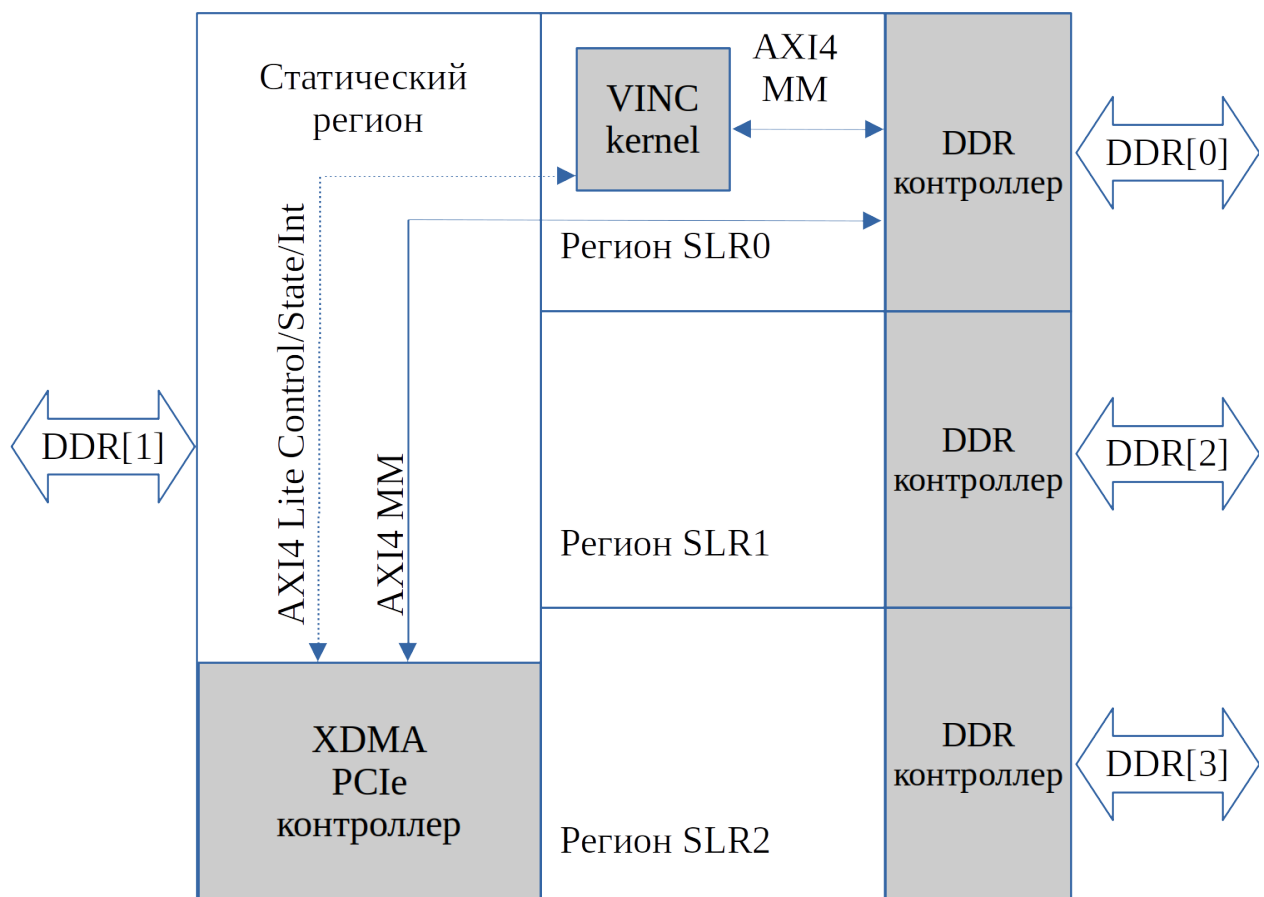 Статический
регион
VINC
kernel
AXI4
MM
DDR
контроллер
DDR[0]
Регион SLR0
AXI4 Lite Control/State/Int
AXI4 MM
DDR[1]
DDR
контроллер
DDR[2]
Регион SLR1
XDMA
PCIe
контроллер
DDR
контроллер
DDR[3]
Регион SLR2